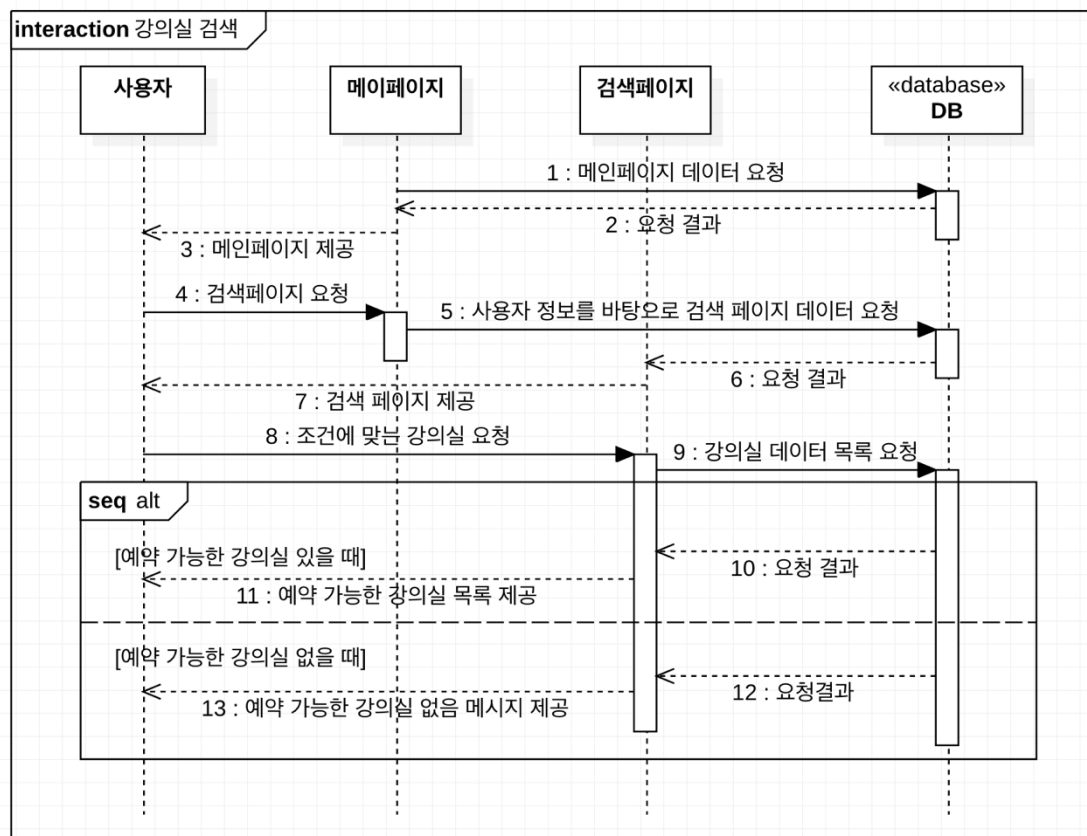 interaction 강의실 검색
사용자
메이페이지
검색페이지
«database»
DB
1 : 메인페이지 데이터 요청
2 : 요청 결과
3 : 메인페이지 제공
4 : 검색페이지 요청
5 : 사용자 정보를 바탕으로 검색 페이지 데이터 요청
6 : 요청 결과
7 : 검색 페이지 제공
8 : 조건에 맞는 강의실 요청
9 : 강의실 데이터 목록 요청
seq alt
[예약 가능한 강의실 있을 때]
10 : 요청 결과
11 : 예약 가능한 강의실 목록 제공
[예약 가능한 강의실 없을 때]
12 : 요청결과
13 : 예약 가능한 강의실 없음 메시지 제공